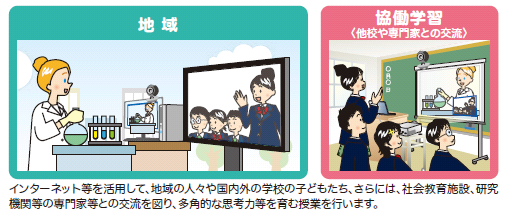 地域
協働学習
〈他校や専門家との交流〉
インターネット等を活用して、地域の人々や国内外の学校の子どもたち、さらには、社会教育施設、研究
機関等の専門家等との交流を図り、多角的な思考力等を育む授業を行います。